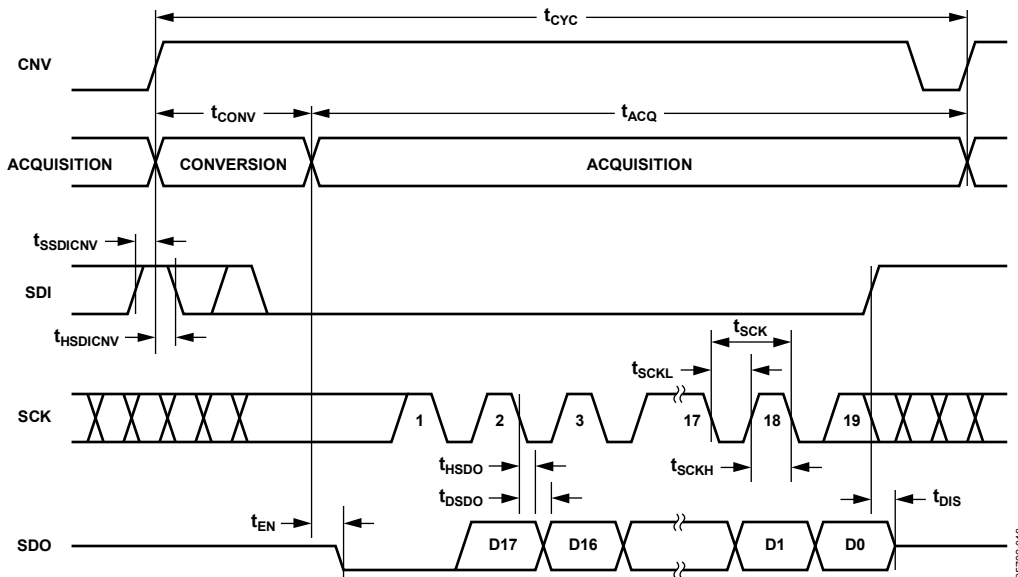 tCYC
CNV
tCONV
tACQ
ACQUISITION
CONVERSION
ACQUISITION
tSSDICNV
SDI
tHSDICNV
tSCK
tSCKL
SCK
1
2
3
17
18
19
tHSDO
tSCKH
tDSDO
tEN
tDIS
SDO
D17
D16
D1
D0